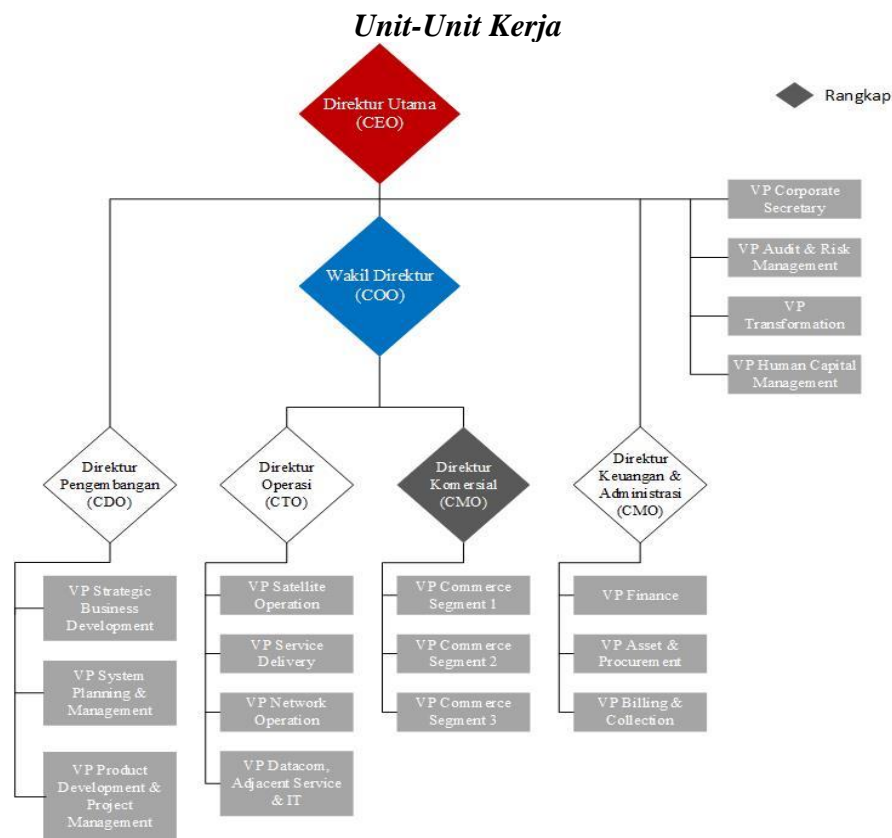 Unit-Unit Kerja
Direktur Utama
(CEO)
Rangkap
VP Corporate
Secretary
VP Audit & Risk
Management
VP
Transformation
VP Human Capital
Management
Wakil Direktur
(COO)
Direktur
Pengembangan
(CDO)
Direktur
Operasi
(CTO)
Direktur
Komersial
(CMO)
Direktur
Keuangan &
Administrasi
(CMO)
VP Strategic
Business
Development
VP System
Planning &
Management
VP Product
Development &
Project
Management
VP Satellite
Operation
VP Service
Delivery
VP Network
Operation
VP Datacom,
Adjacent Service
& IT
VP Commerce
Segment 1
VP Commerce
Segment 2
VP Commerce
Segment 3
VP Finance
VP Asset &
Procurement
VP Billing &
Collection